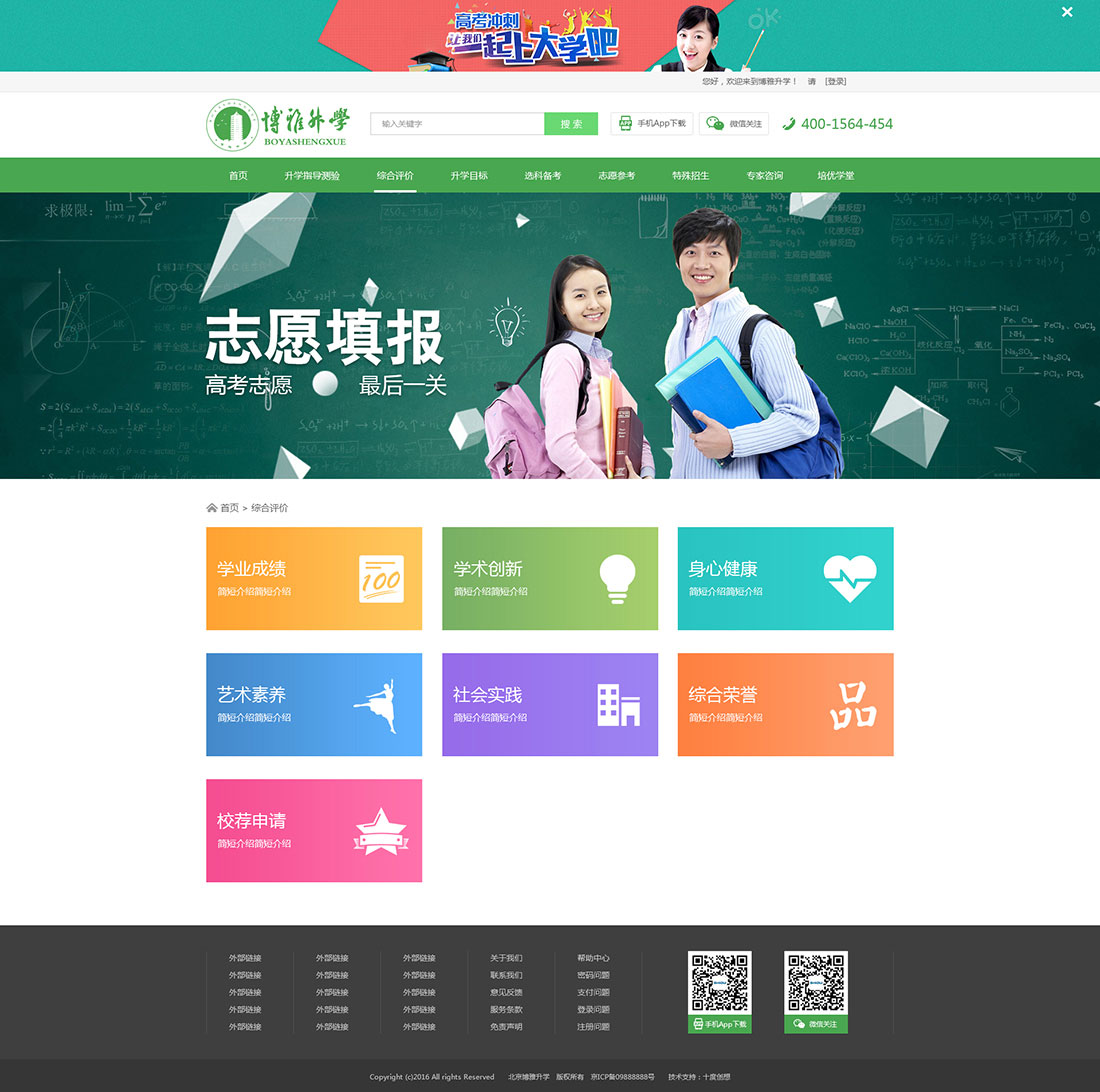 高考冲刺
让我们一起上大学吧
OK
您好，欢迎来到博雅升学！ 请 [登录]
博雅升學
BOYASHENGXUE
输入关键字
搜 索
手机App下载
微信关注
400-1564-454
首页 升学指导测验 综合评价 升学目标 选科备考 志愿参考 特殊招生 专家咨询 培优学堂
求极限：
志愿填报
高考志愿 最后一关
首页 > 综合评价
学业成绩
简短介绍简短介绍
100
学术创新
简短介绍简短介绍
身心健康
简短介绍简短介绍
艺术素养
简短介绍简短介绍
社会实践
简短介绍简短介绍
综合荣誉
简短介绍简短介绍
品
校荐申请
简短介绍简短介绍
外部链接 外部链接 外部链接 关于我们 帮助中心
外部链接 外部链接 外部链接 联系我们 密码问题
外部链接 外部链接 外部链接 意见反馈 支付问题
外部链接 外部链接 外部链接 服务条款 登录问题
外部链接 外部链接 外部链接 免责声明 注册问题
手机App下载
微信关注
Copyright (c)2016 All rights Reserved 北京博雅升学 版权所有 京ICP备09888888号 技术支持：十度创想